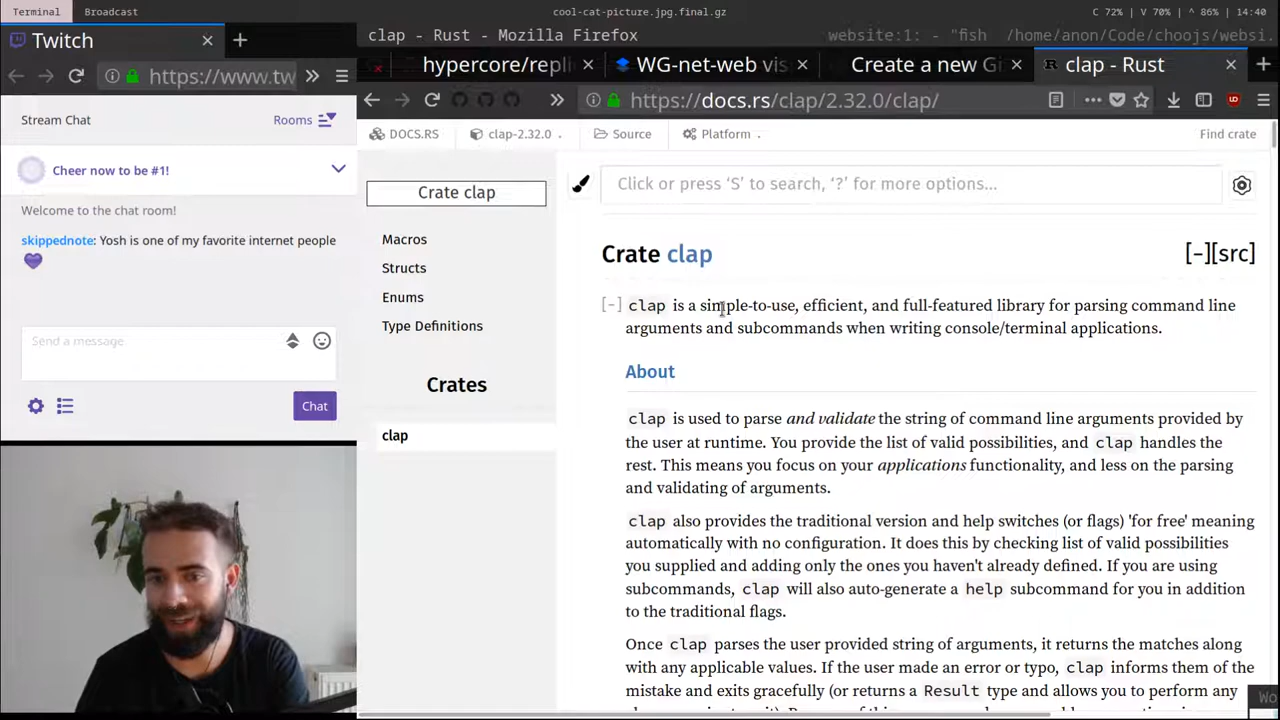 Terminal Broadcast cool-cat-picture.jpg.final.gz C 72% | V 70% | ^ 86% | 14:40
Twitch
https://www.tw
Stream Chat
Rooms
Cheer now to be #1!
Welcome to the chat room!
skippednote: Yosh is one of my favorite internet people
Send a message
Chat
clap - Rust - Mozilla Firefox
website:1: - "fish /home/anon/Code/choojs/websi.
hypercore/repli
WG-net-web vis
Create a new Gi
clap - Rust
https://docs.rs/clap/2.32.0/clap/
DOCS.RS
clap-2.32.0
Source
Platform
Find crate
Crate clap
Macros
Structs
Enums
Type Definitions
Crates
clap
Click or press ‘S’ to search, ‘?’ for more options…
Crate clap
[−][src]
[-] clap is a simple-to-use, efficient, and full-featured library for parsing command line
arguments and subcommands when writing console/terminal applications.
About
clap is used to parse and validate the string of command line arguments provided by
the user at runtime. You provide the list of valid possibilities, and clap handles the
rest. This means you focus on your applications functionality, and less on the parsing
and validating of arguments.
clap also provides the traditional version and help switches (or flags) 'for free' meaning
automatically with no configuration. It does this by checking list of valid possibilities
you supplied and adding only the ones you haven't already defined. If you are using
subcommands, clap will also auto-generate a help subcommand for you in addition
to the traditional flags.
Once clap parses the user provided string of arguments, it returns the matches along
with any applicable values. If the user made an error or typo, clap informs them of the
mistake and exits gracefully (or returns a Result type and allows you to perform any
Wo